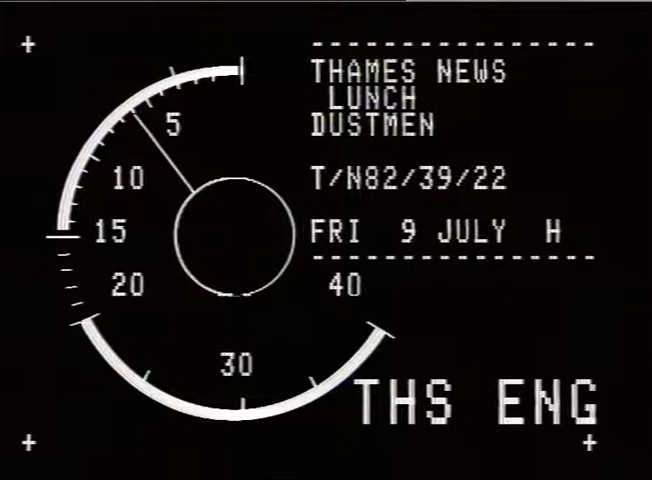 THAMES NEWS
LUNCH
DUSTMEN
T/N82/39/22
FRI 9 JULY H
5
10
15
20
30
40
THS ENG